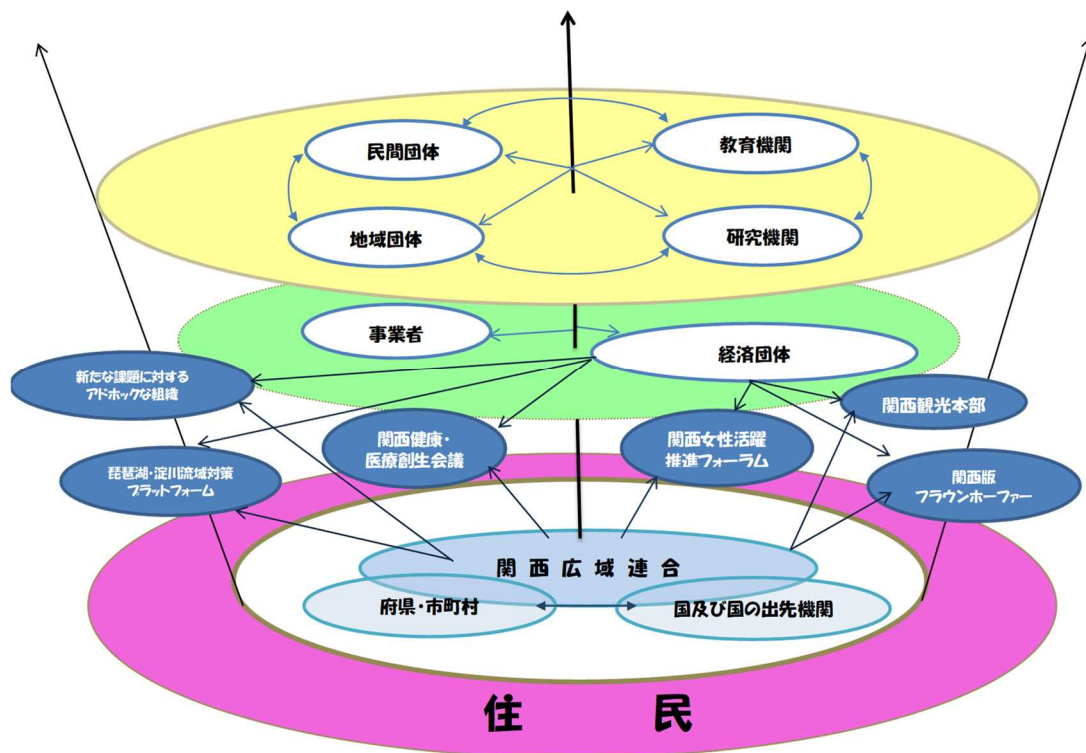 民間団体
教育機関
地域団体
研究機関
事業者
経済団体
新たな課題に対する
アドホックな組織
関西観光本部
関西健康・
医療創生会議
関西女性活躍
推進フォーラム
琵琶湖・淀川流域対策
プラットフォーム
関西版
フラウンホーファー
関西広域連合
府県・市町村
国及び国の出先機関
住民